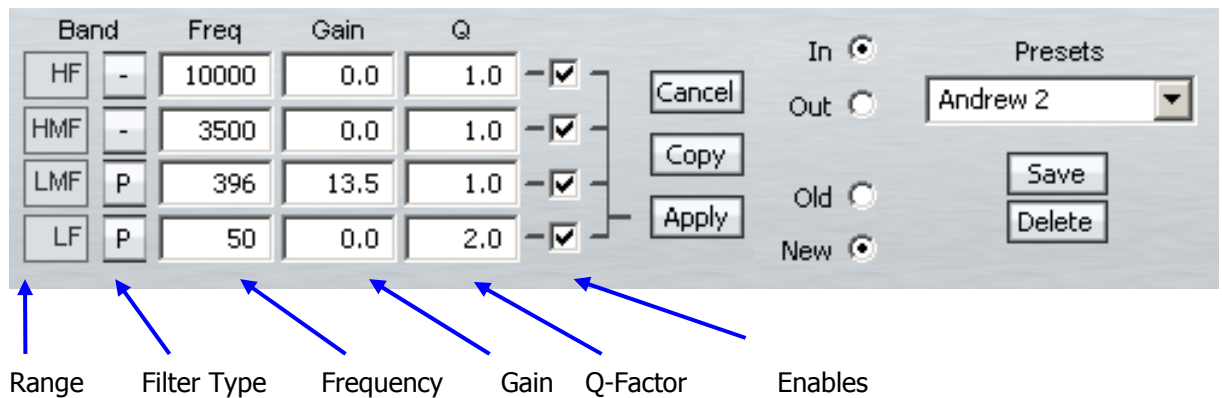 Band Freq Gain Q
HF - 10000 0.0 1.0
HMF - 3500 0.0 1.0
LMF P 396 13.5 1.0
LF P 50 0.0 2.0
Cancel
Copy
Apply
In
Out
Old
New
Presets
Andrew 2
Save
Delete
Range Filter Type Frequency Gain Q-Factor Enables